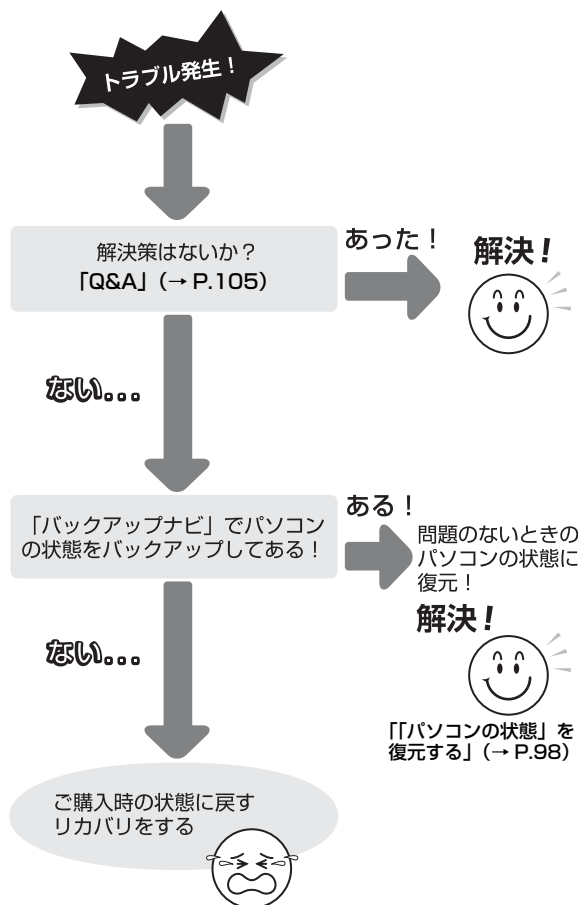 トラブル発生!
解決策はないか?
「Q&A」(→ P.105)
あった!
解決!
ない...
「バックアップナビ」でパソコン
の状態をバックアップしてある!
ある!
問題のないときの
パソコンの状態に
復元!
解決!
「「パソコンの状態」を
復元する」(→ P.98)
ない...
ご購入時の状態に戻す
リカバリをする